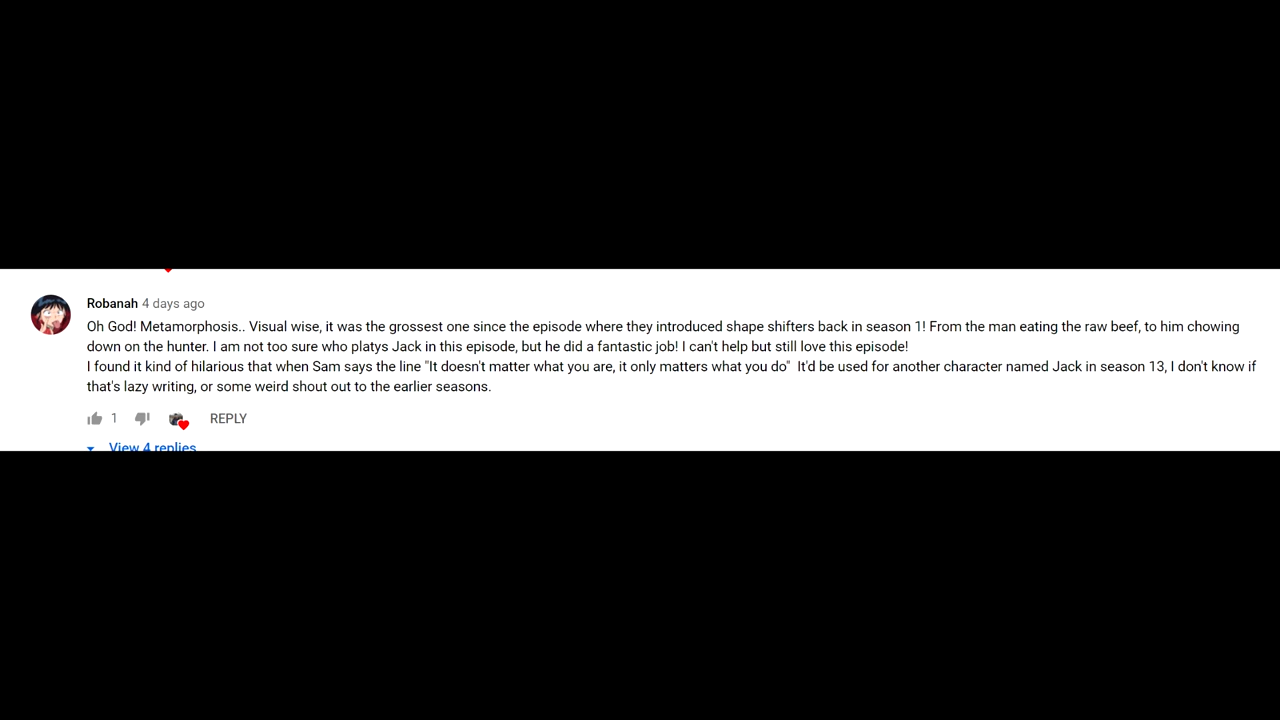 Robanah 4 days ago
Oh God! Metamorphosis.. Visual wise, it was the grossest one since the episode where they introduced shape shifters back in season 1! From the man eating the raw beef, to him chowing
down on the hunter. I am not too sure who platys Jack in this episode, but he did a fantastic job! I can't help but still love this episode!
I found it kind of hilarious that when Sam says the line "It doesn't matter what you are, it only matters what you do"  It'd be used for another character named Jack in season 13, I don't know if
that's lazy writing, or some weird shout out to the earlier seasons.
1 REPLY
View 4 replies